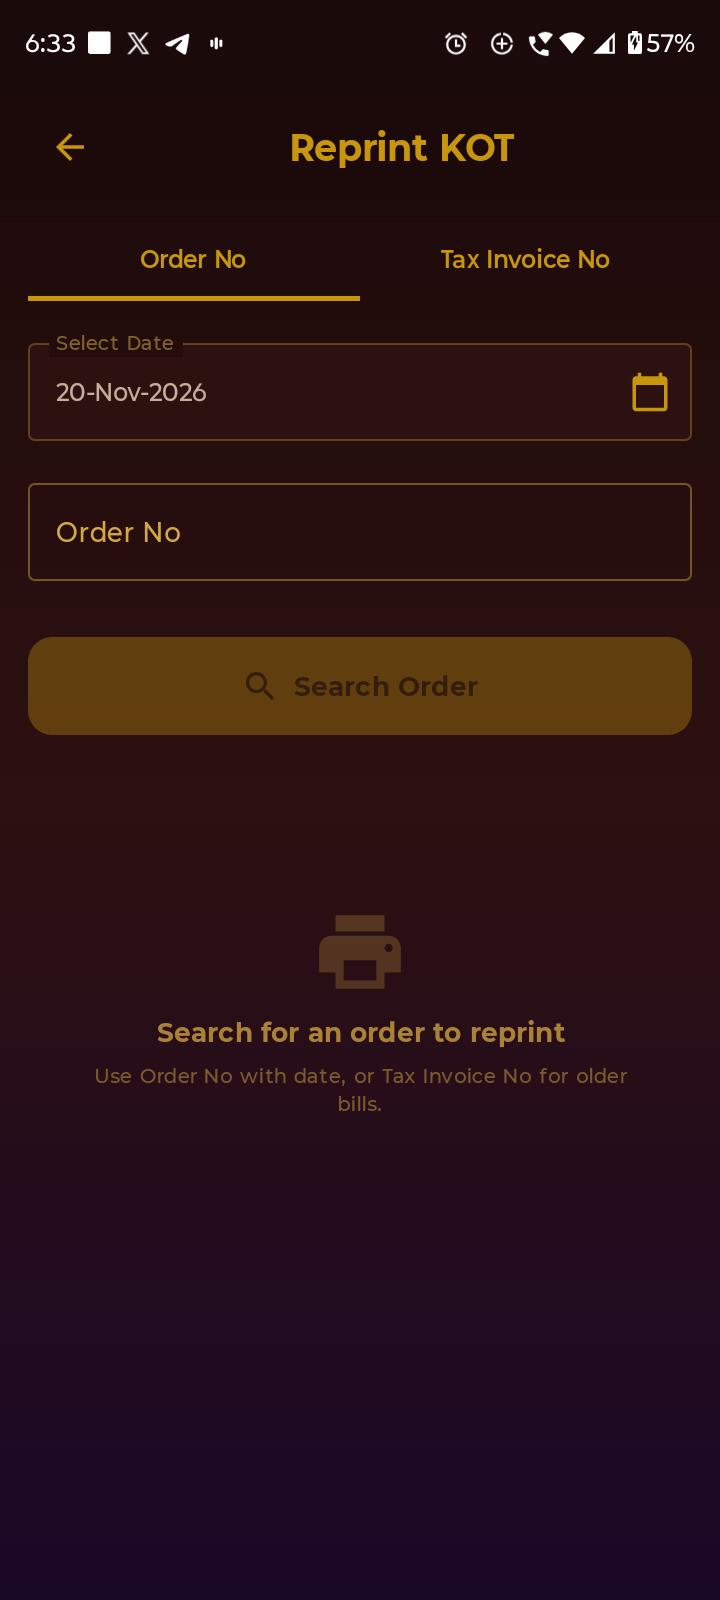 6:33
57%
Reprint KOT
Order No
Tax Invoice No
Select Date
20-Nov-2026
Order No
Search Order
Search for an order to reprint
Use Order No with date, or Tax Invoice No for older
bills.